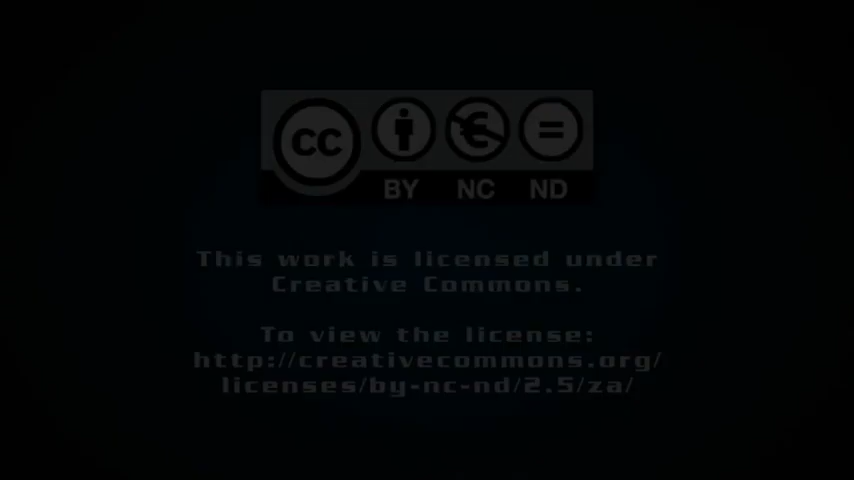 CC
BY NC ND
This work is licensed under
Creative Commons.
To view the license:
http://creativecommons.org/
licenses/by-nc-nd/2.5/za/